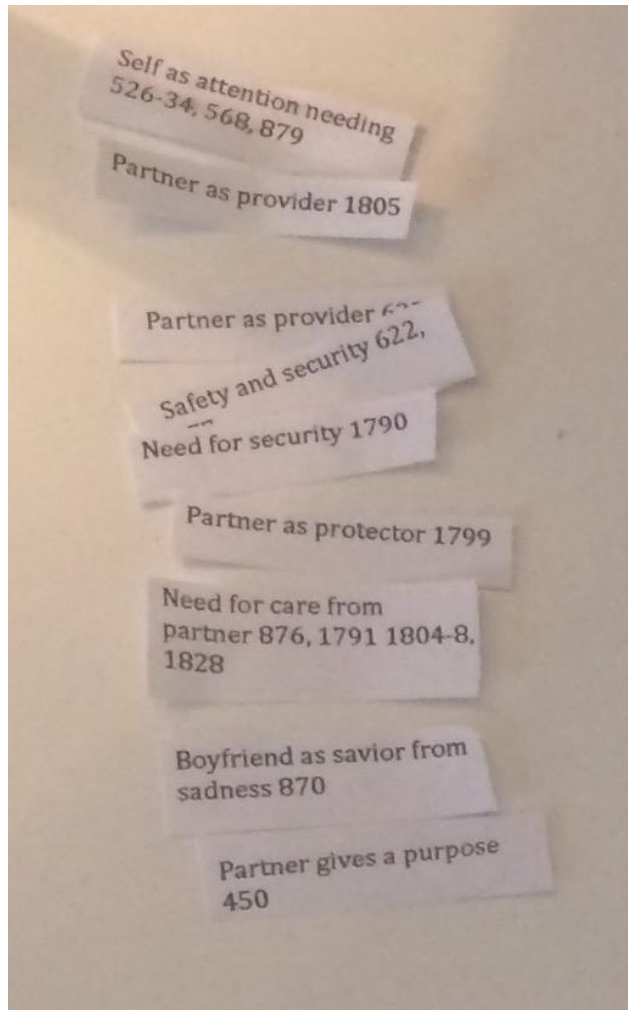 Self as attention needing
526-34, 568, 879
Partner as provider 1805
Partner as provider
Safety and security 622,
Need for security 1790
Partner as protector 1799
Need for care from
partner 876, 1791 1804-8,
1828
Boyfriend as savior from
sadness 870
Partner gives a purpose
450